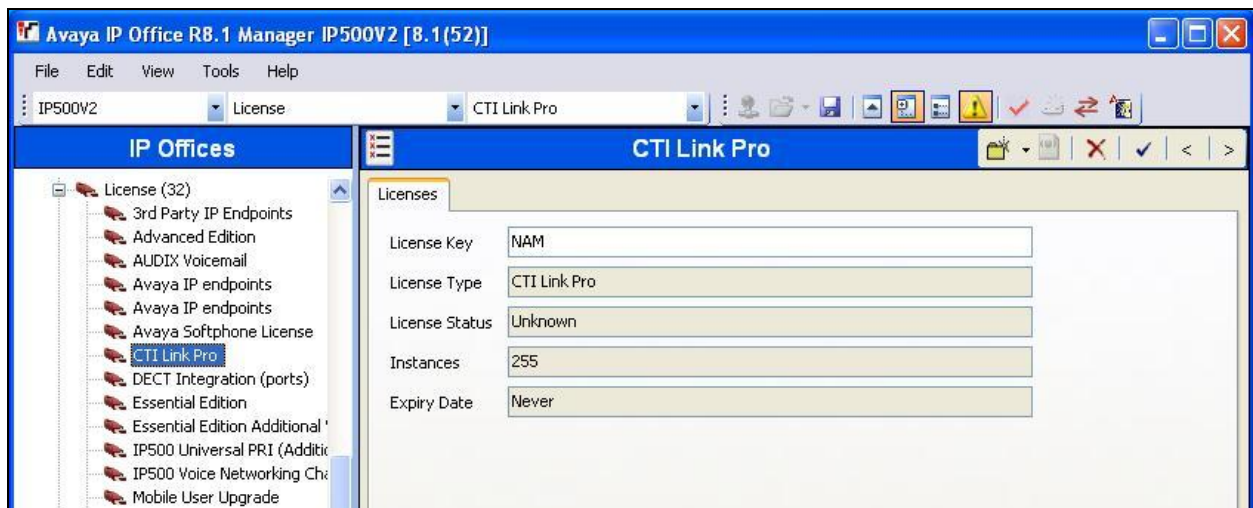 Avaya IP Office R8.1 Manager IP500V2 [8.1(52)]
File Edit View Tools Help
IP500V2 License CTI Link Pro
IP Offices
CTI Link Pro
License (32)
3rd Party IP Endpoints
Advanced Edition
AUDIX Voicemail
Avaya IP endpoints
Avaya IP endpoints
Avaya Softphone License
CTI Link Pro
DECT Integration (ports)
Essential Edition
Essential Edition Additional '
IP500 Universal PRI (Additic
IP500 Voice Networking Cha
Mobile User Upgrade
Licenses
License Key NAM
License Type CTI Link Pro
License Status Unknown
Instances 255
Expiry Date Never